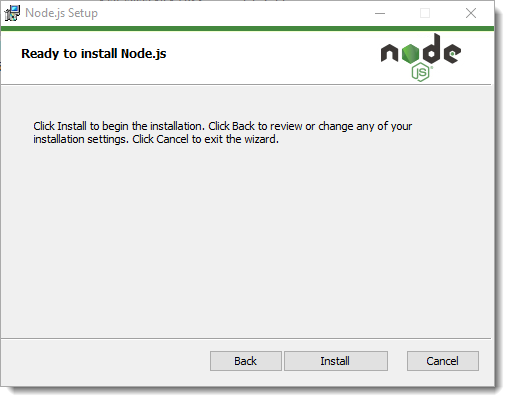 Node.js Setup
Ready to install Node.js
node
JS
Click Install to begin the installation. Click Back to review or change any of your
installation settings. Click Cancel to exit the wizard.
Back
Install
Cancel